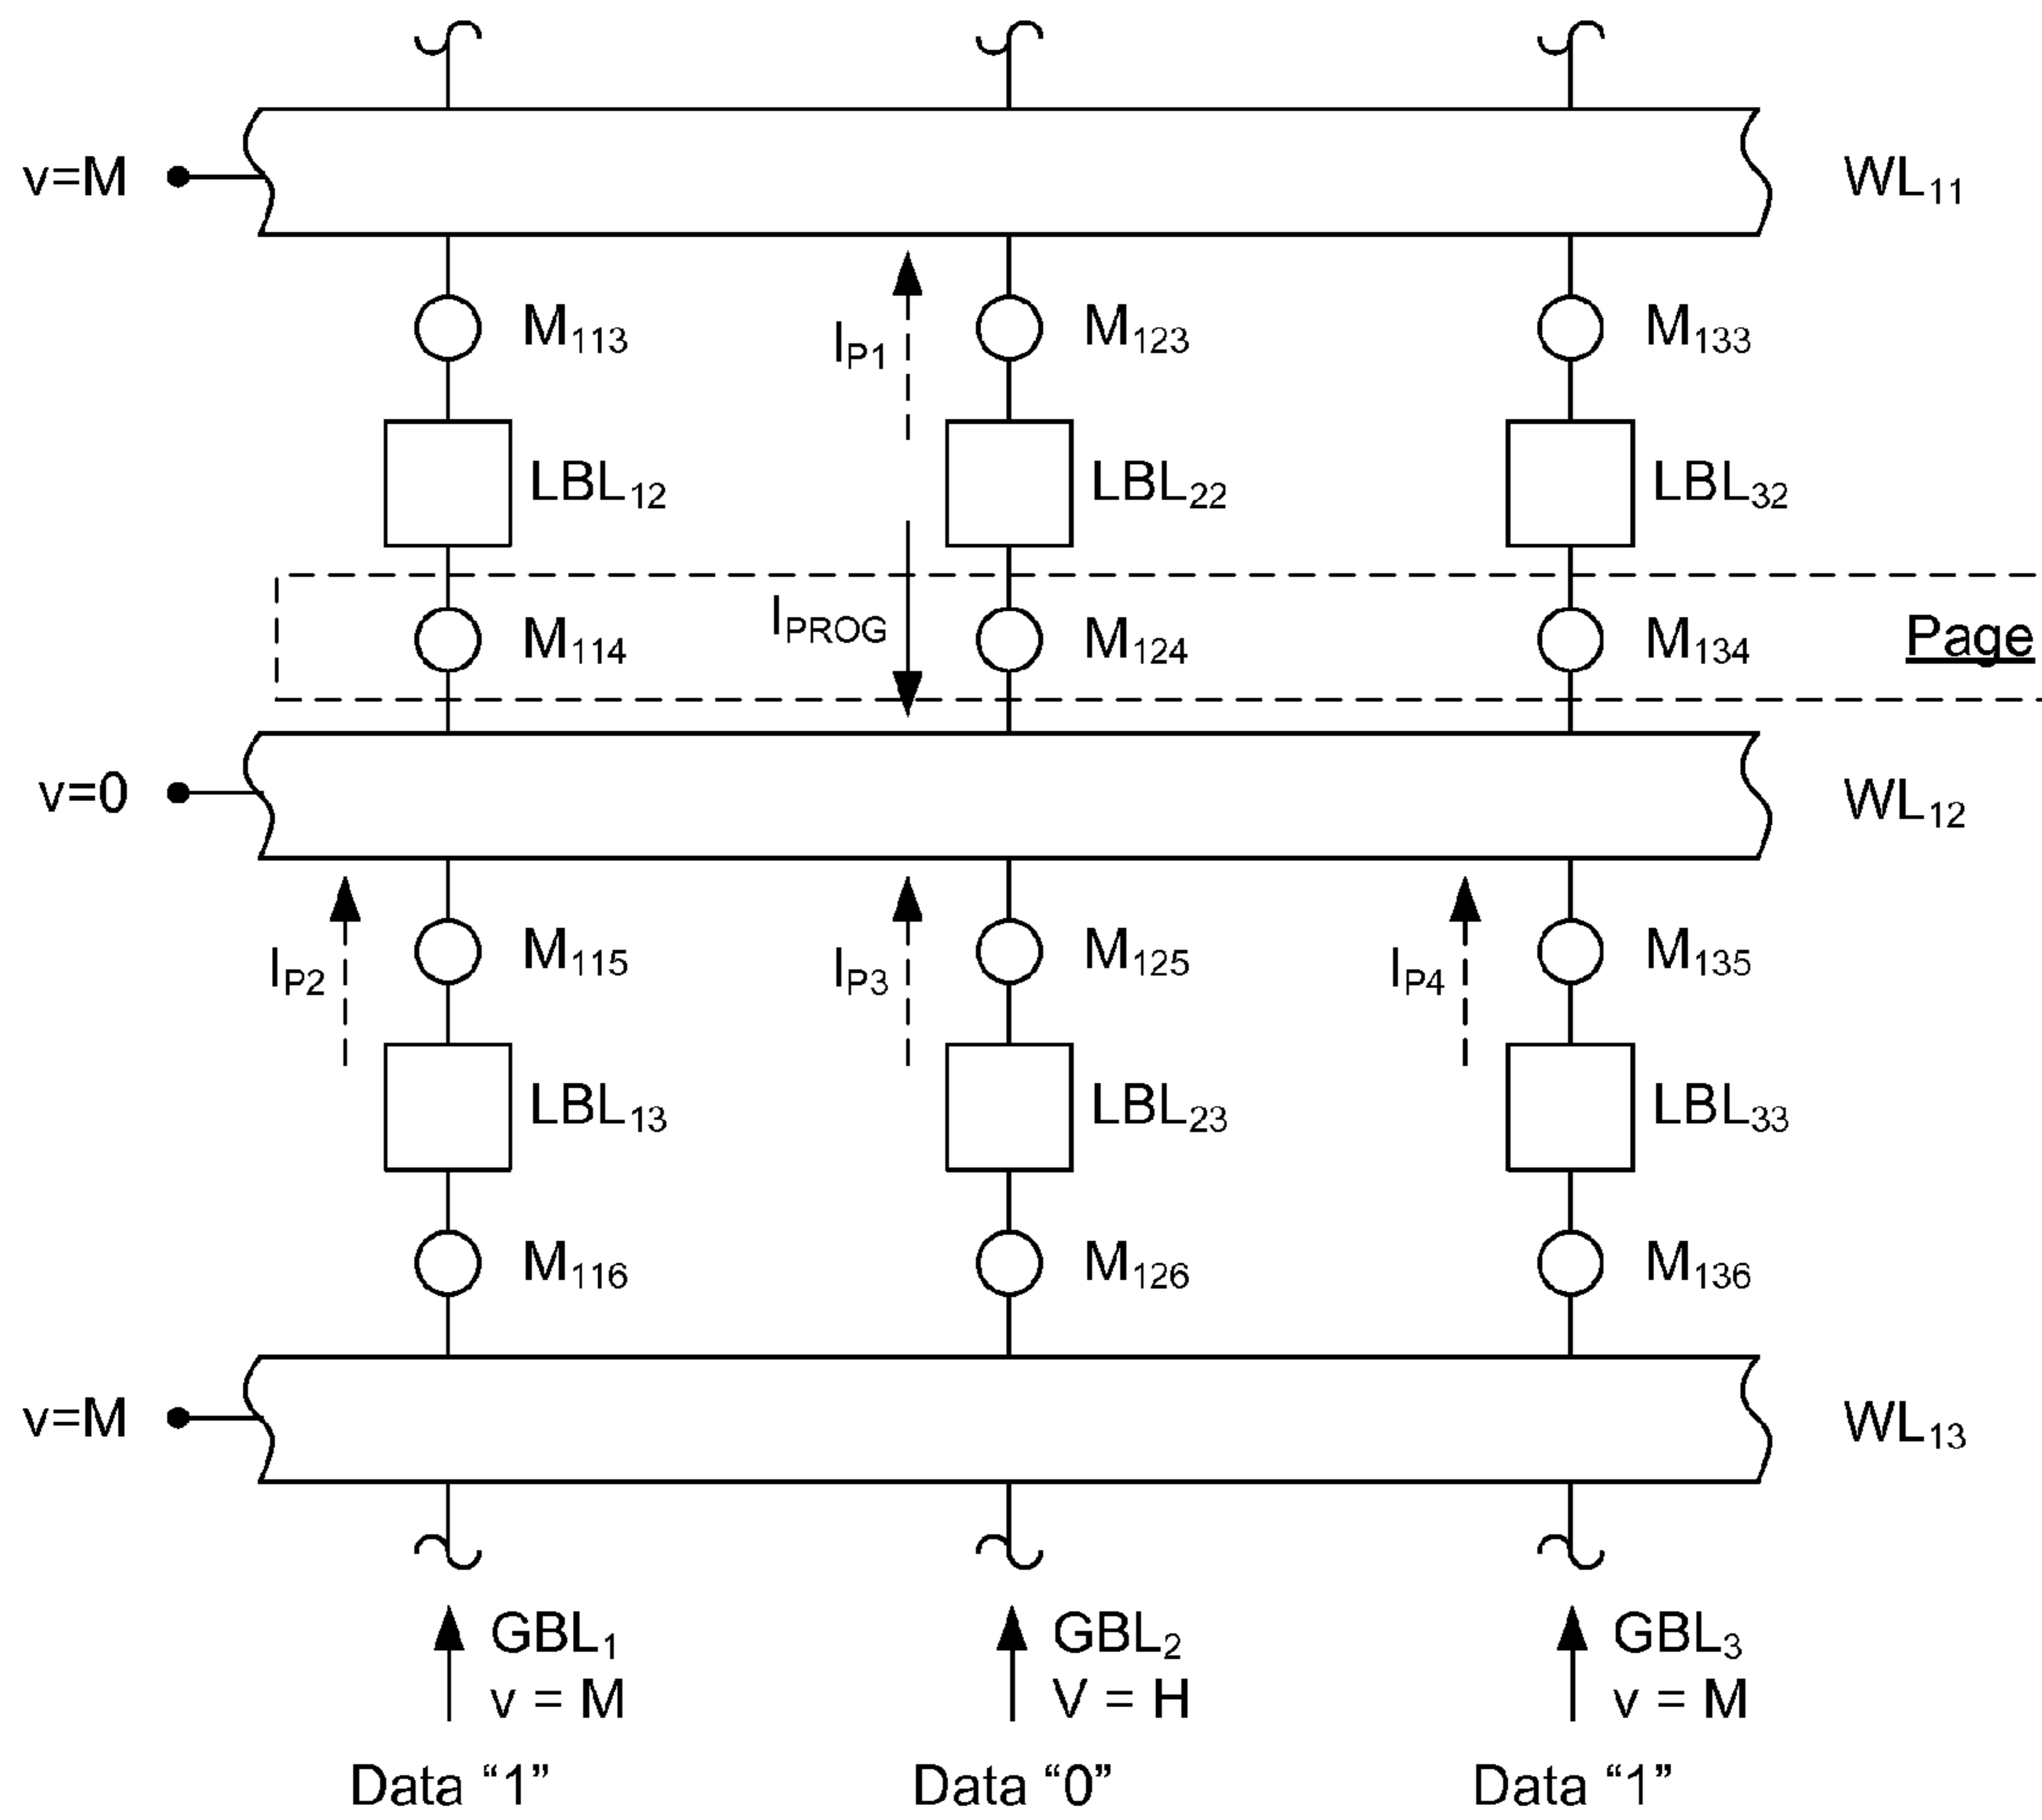 v=M WL11
M113 IP1 M123 M133
LBL12 LBL22 LBL32
M114 IPROG M124 M134 Page
v=0 WL12
IP2 M115 IP3 M125 IP4 M135
LBL13 LBL23 LBL33
M116 M126 M136
v=M WL13
GBL1 GBL2 GBL3
v = M V = H v = M
Data “1” Data “0” Data “1”